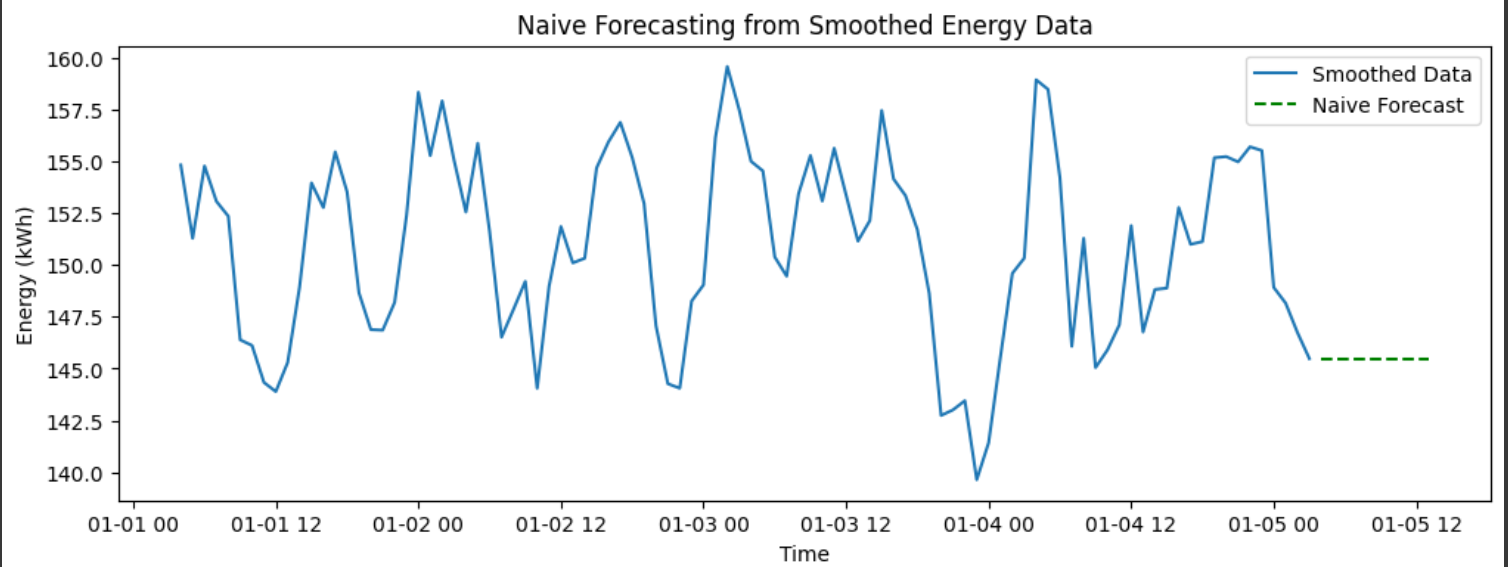 Naive Forecasting from Smoothed Energy Data
160.0
157.5
155.0
152.5
150.0
147.5
145.0
142.5
140.0
Energy (kWh)
Smoothed Data
Naive Forecast
01-01 00 01-01 12 01-02 00 01-02 12 01-03 00 01-03 12 01-04 00 01-04 12 01-05 00 01-05 12
Time